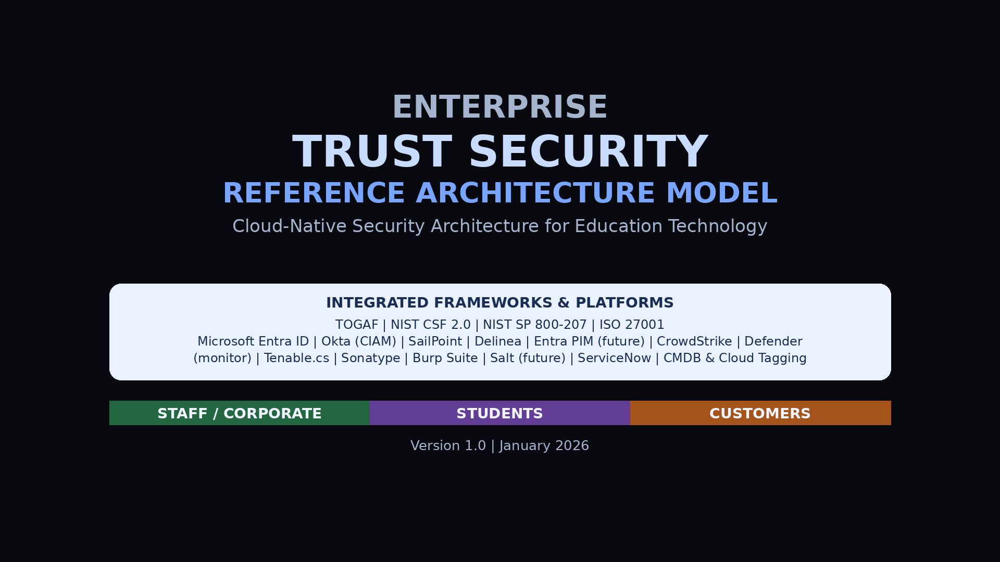 ENTERPRISE
TRUST SECURITY
REFERENCE ARCHITECTURE MODEL
Cloud-Native Security Architecture for Education Technology
INTEGRATED FRAMEWORKS & PLATFORMS
TOGAF | NIST CSF 2.0 | NIST SP 800-207 | ISO 27001
Microsoft Entra ID | Okta (CIAM) | SailPoint | Delinea | Entra PIM (future) | CrowdStrike | Defender
(monitor) | Tenable.cs | Sonatype | Burp Suite | Salt (future) | ServiceNow | CMDB & Cloud Tagging
STAFF / CORPORATE
STUDENTS
CUSTOMERS
Version 1.0 | January 2026